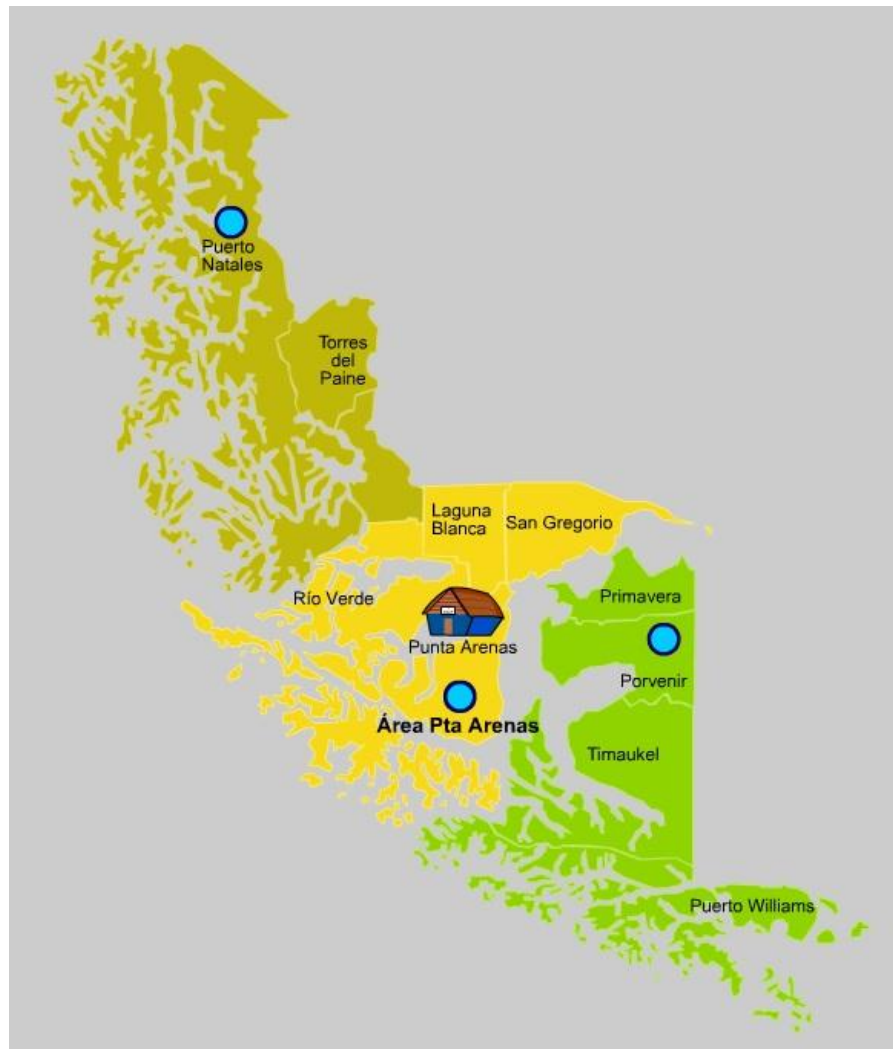 Puerto
Natales
Torres
del
Paine
Laguna
Blanca
San Gregorio
Río Verde
Primavera
Punta Arenas
Porvenir
Área Pta Arenas
Timaukel
Puerto Williams